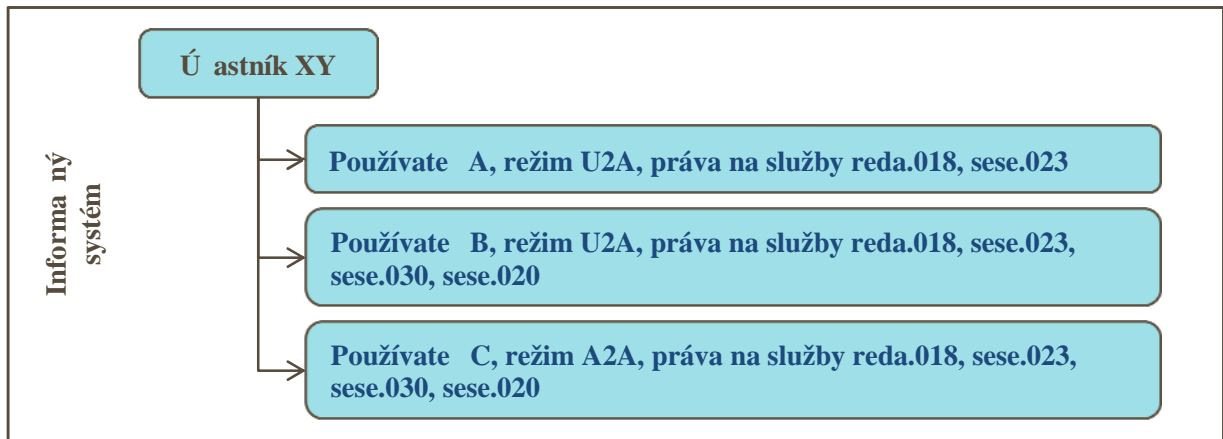 Ú astník XY
Informa ný
systém
Používate A, režim U2A, práva na služby reda.018, sese.023
Používate B, režim U2A, práva na služby reda.018, sese.023,
sese.030, sese.020
Používate C, režim A2A, práva na služby reda.018, sese.023,
sese.030, sese.020